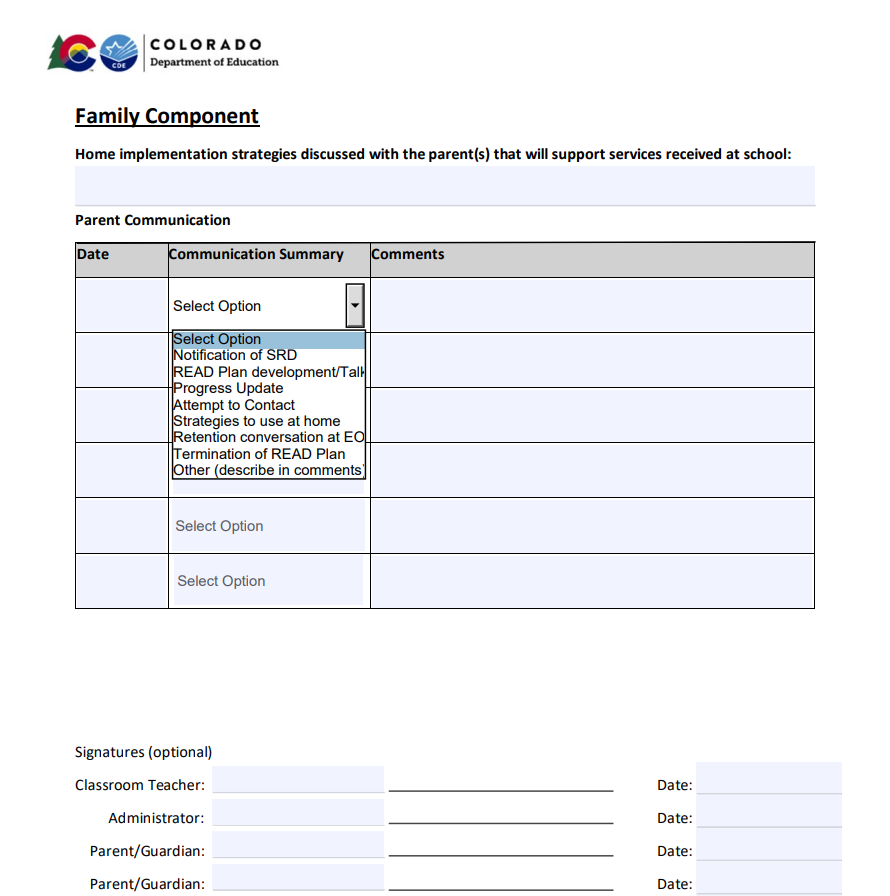 COLORADO
Department of Education
CDE
Family Component
Home implementation strategies discussed with the parent(s) that will support services received at school:
Parent Communication
Date Communication Summary Comments
Select Option
Select Option
Notification of SRD
READ Plan development/Talk
Progress Update
Attempt to Contact
Strategies to use at home
Retention conversation at EO
Termination of READ Plan
Other (describe in comments)
Select Option
Select Option
Signatures (optional)
Classroom Teacher: Date:
Administrator: Date:
Parent/Guardian: Date:
Parent/Guardian: Date: